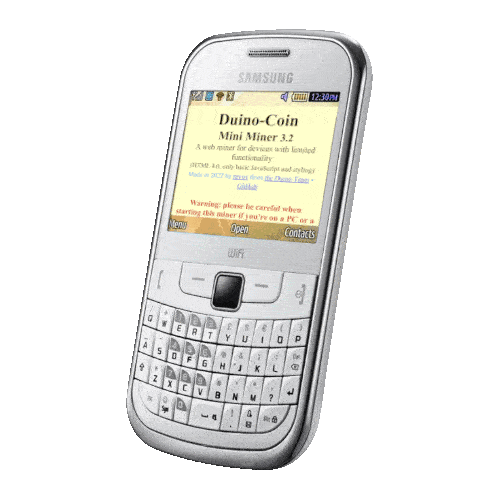 SAMSUNG
12:30PM
Duino-Coin
Mini Miner 3.2
A web miner for devices with limited
functionality
(HTML 4.0, only basic JavaScript and styling)
Made in 2022 by from the Duino Team -
GitHub
Warning: please be careful when
starting this miner if you're on a PC or a
Menu Open Contacts
WiFi
Q W E R T Y U I O P
A S D F G H J K L
Z X C V B N M